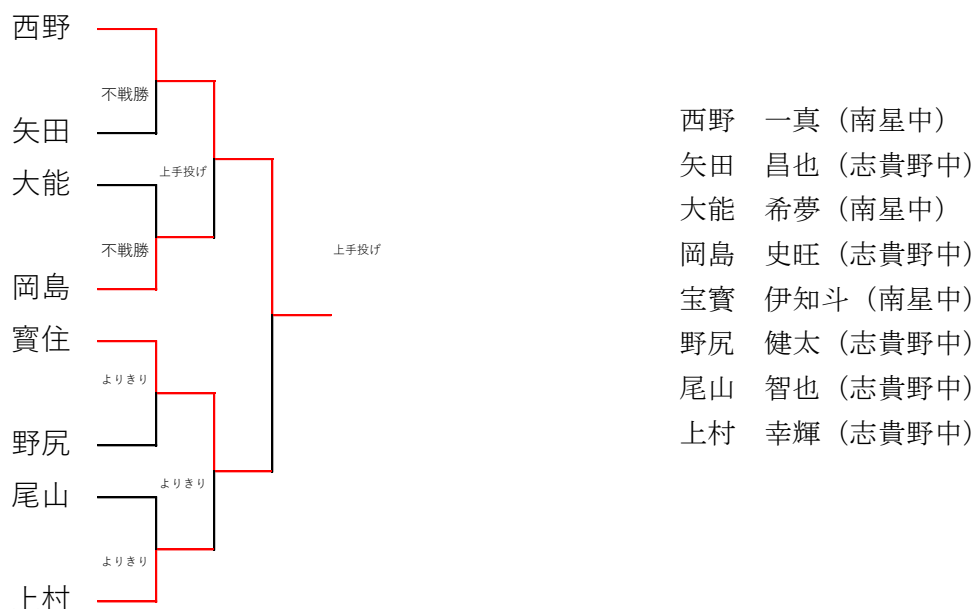 西野
不戦勝
矢田
上手投げ
大能
不戦勝
上手投げ
岡島
寳住
よりきり
野尻
よりきり
尾山
よりきり
上村
西野 一真（南星中）
矢田 昌也（志貴野中）
大能 希夢（南星中）
岡島 史旺（志貴野中）
宝寳 伊知斗（南星中）
野尻 健太（志貴野中）
尾山 智也（志貴野中）
上村 幸輝（志貴野中）